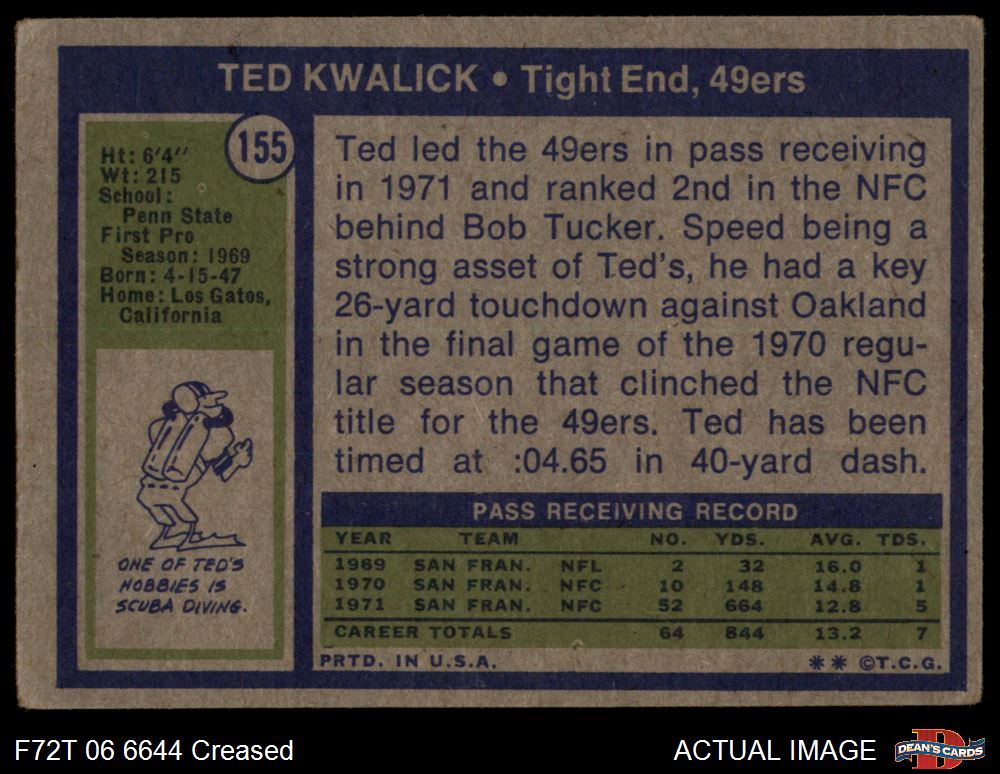 TED KWALICK • Tight End, 49ers
155
Ht: 6'4''
Wt: 215
School:
Penn State
First Pro
Season: 1969
Born: 4-15-47
Home: Los Gatos,
California
ONE OF TED'S
HOBBIES IS
SCUBA DIVING.
Ted led the 49ers in pass receiving
in 1971 and ranked 2nd in the NFC
behind Bob Tucker. Speed being a
strong asset of Ted's, he had a key
26-yard touchdown against Oakland
in the final game of the 1970 regu-
lar season that clinched the NFC
title for the 49ers. Ted has been
timed at :04.65 in 40-yard dash.
PASS RECEIVING RECORD
YEAR TEAM NO. YDS. AVG. TDS.
1969 SAN FRAN. NFL 2 32 16.0 1
1970 SAN FRAN. NFC 10 148 14.8 1
1971 SAN FRAN. NFC 52 664 12.8 5
CAREER TOTALS 64 844 13.2 7
PRTD. IN U.S.A. ** ©T.C.G.
F72T 06 6644 Creased ACTUAL IMAGE
D
DEAN'S CARDS